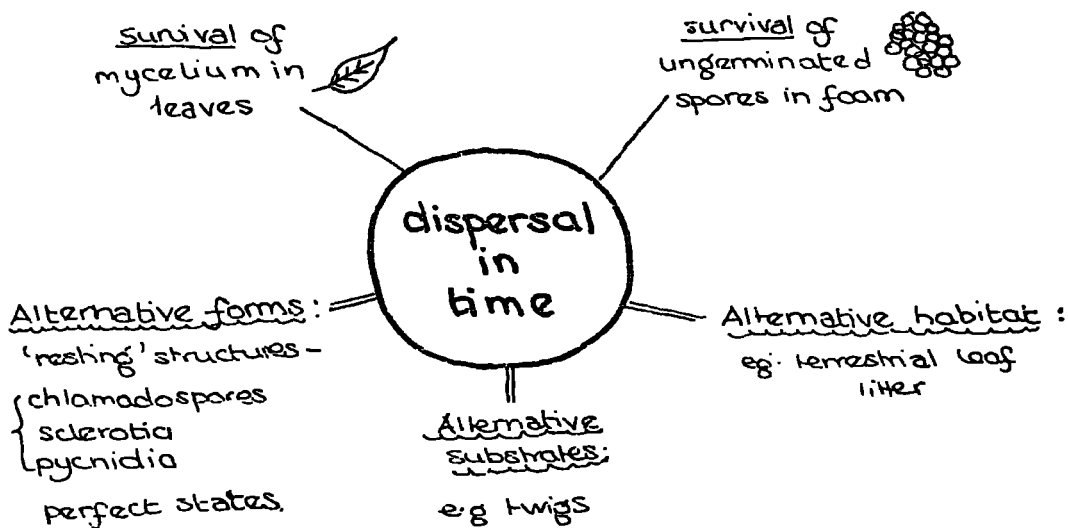 survival of
mycelium in
leaves
survival of
ungerminated
spores in foam
dispersal
in
time
Alternative forms:
'resting' structures-
chlamadospores
sclerotia
pycnidia
perfect states.
Alternative
substrates:
e.g twigs
Alternative habitat:
eg. terrestrial leaf
litter